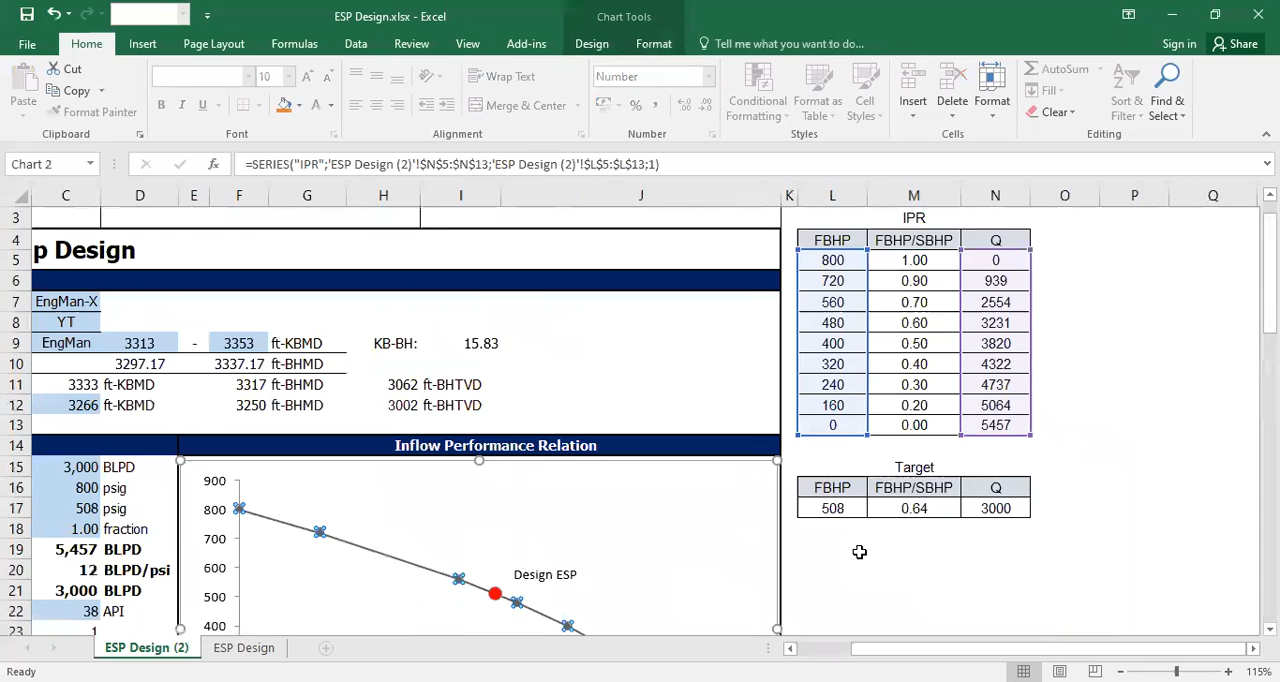 ESP Design.xlsx - Excel
Chart Tools
File Home Insert Page Layout Formulas Data Review View Add-ins Design Format Tell me what you want to do... Sign in Share
Cut
Copy
Format Painter
Paste
10
A A
B I U A
Wrap Text
Merge & Center
Number
% ,
Conditional Formatting
Format as Table
Cell Styles
Insert Delete Format
AutoSum
Fill
Clear
Sort & Filter
Find & Select
Clipboard Font Alignment Number Styles Cells Editing
Chart 2 fx =SERIES("IPR";'ESP Design (2)'!$N$5:$N$13;'ESP Design (2)'!$L$5:$L$13;1)
C D E F G H I J K L M N O P Q
3 IPR
4 FBHP FBHP/SBHP Q
p Design
5 800 1.00 0
6 720 0.90 939
7 EngMan-X 560 0.70 2554
8 YT 480 0.60 3231
9 EngMan 3313 - 3353 ft-KBMD KB-BH: 15.83 400 0.50 3820
10 3297.17 3337.17 ft-BHMD 320 0.40 4322
11 3333 ft-KBMD 3317 ft-BHMD 3062 ft-BHTVD 240 0.30 4737
12 3266 ft-KBMD 3250 ft-BHMD 3002 ft-BHTVD 160 0.20 5064
13 0 0.00 5457
14 Inflow Performance Relation
15 3,000 BLPD Target
16 800 psig FBHP FBHP/SBHP Q
17 508 psig 508 0.64 3000
18 1.00 fraction
19 5,457 BLPD
20 12 BLPD/psi
21 3,000 BLPD
22 38 API
23 1
900
800
700
600
500
400
Design ESP
ESP Design (2) ESP Design
Ready 115%